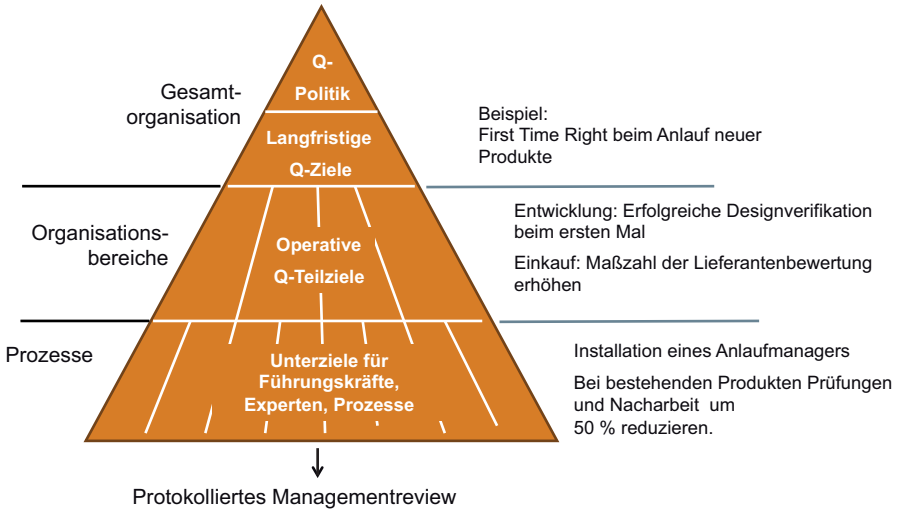 Gesamt-
organisation
Q-
Politik
Langfristige
Q-Ziele
Beispiel:
First Time Right beim Anlauf neuer
Produkte
Organisations-
bereiche
Operative
Q-Teilziele
Entwicklung: Erfolgreiche Designverifikation
beim ersten Mal
Einkauf: Maßzahl der Lieferantenbewertung
erhöhen
Prozesse
Unterziele für
Führungskräfte,
Experten, Prozesse
Installation eines Anlaufmanagers
Bei bestehenden Produkten Prüfungen
und Nacharbeit um
50 % reduzieren.
Protokolliertes Managementreview